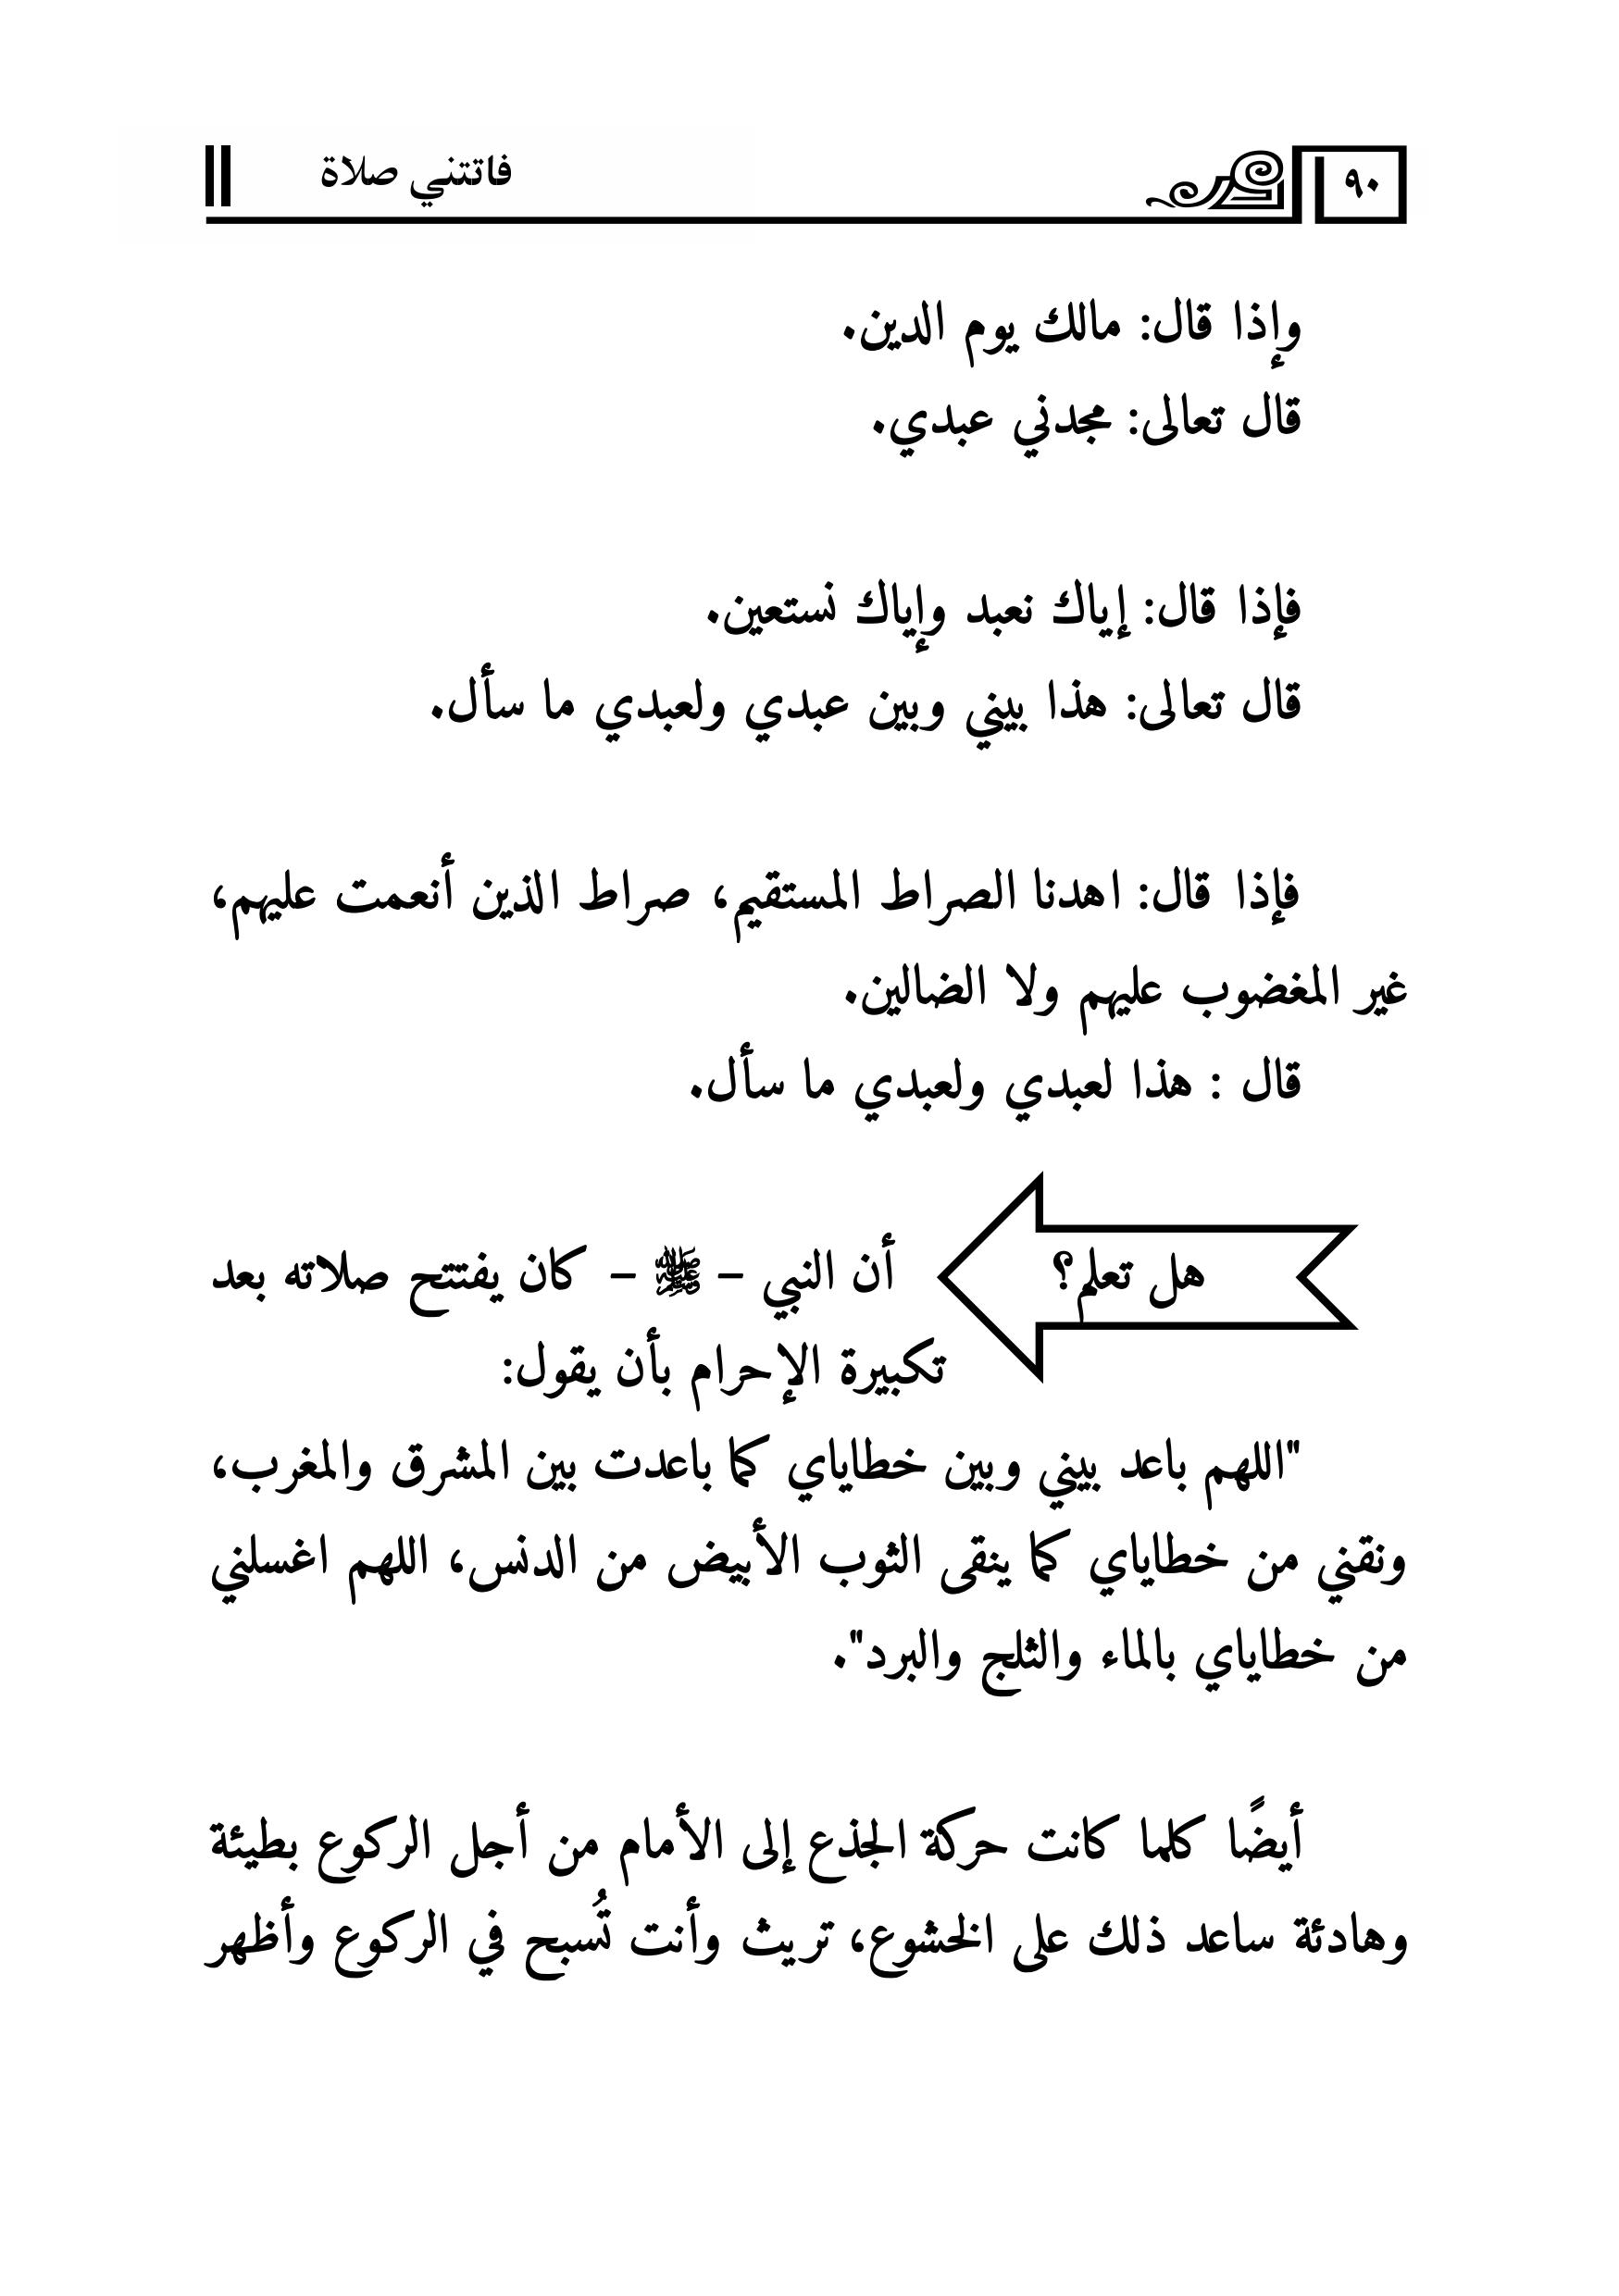 ٩٠
فاتتني صلاة
وإذا قال: مالك يوم الدين.
قال تعالى: مجدني عبدي.
فإذا قال: إياك نعبد وإياك نستعين.
قال تعالى: هذا بيني وبين عبدي ولعبدي ما سأل.
فإذا قال: اهدنا الصراط المستقيم، صراط الذين أنعمت عليهم،
غير المغضوب عليهم ولا الضالين.
قال : هذا لعبدي ولعبدي ما سأل.
هل تعلم؟
أن النبي – ﷺ – كان يفتتح صلاته بعد
تكبيرة الإحرام بأن يقول:
"اللهم باعد بيني وبين خطاياي كما باعدت بين المشرق والمغرب،
ونقني من خطاياي كما ينقى الثوب الأبيض من الدنس، اللهم اغسلني
من خطاياي بالماء والثلج والبرد".
أيضًا كلما كانت حركة الجذع إلى الأمام من أجل الركوع بطيئة
وهادئة ساعد ذلك على الخشوع، تريث وأنت تُسبح في الركوع وأظهر